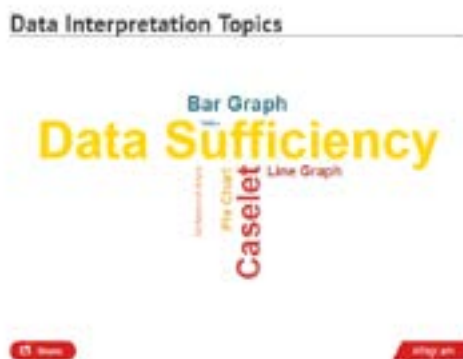 Data Interpretation Topics
Bar Graph
Data Sufficiency
Line Graph
Pie Chart
Caselet